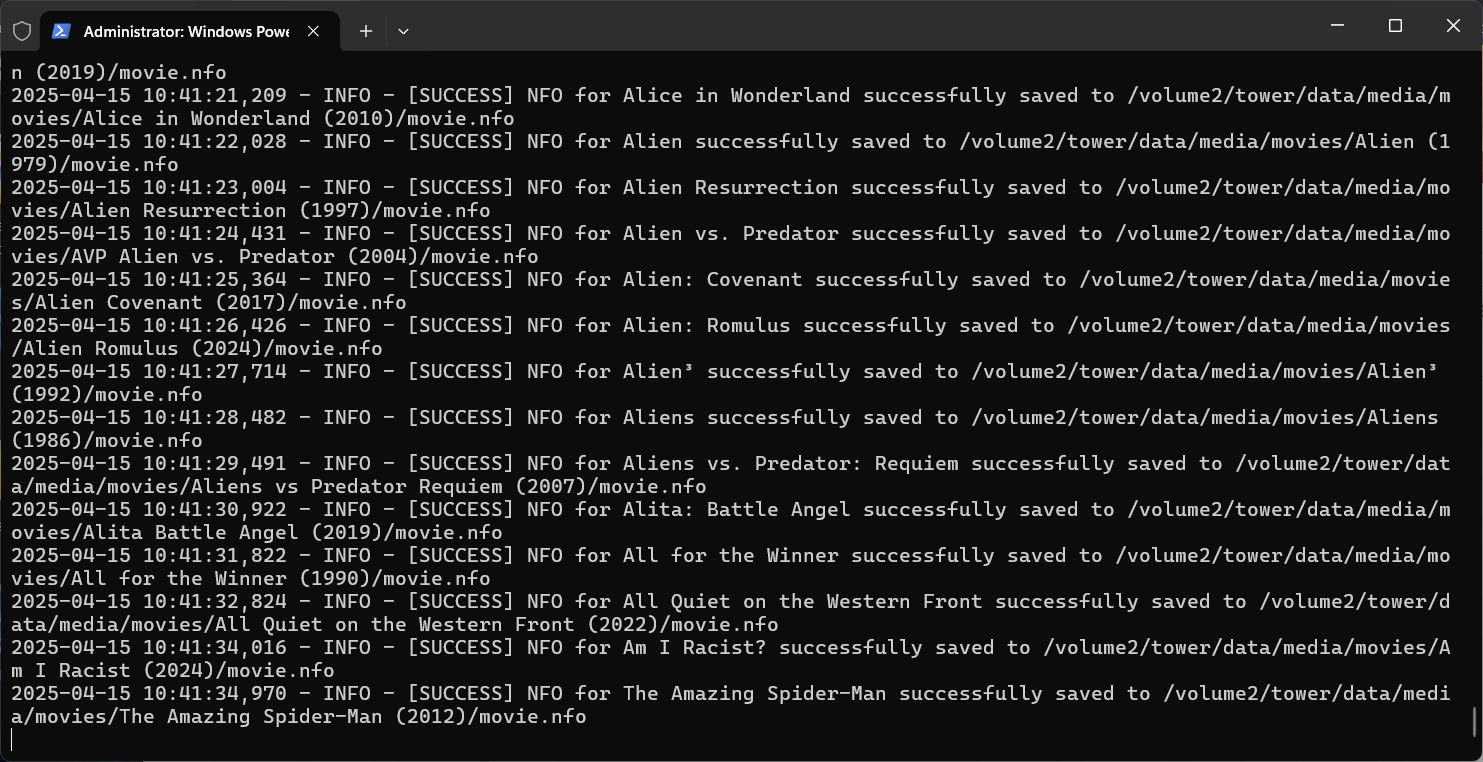 Administrator: Windows Powe
n (2019)/movie.nfo
2025-04-15 10:41:21,209 - INFO - [SUCCESS] NFO for Alice in Wonderland successfully saved to /volume2/tower/data/media/m
ovies/Alice in Wonderland (2010)/movie.nfo
2025-04-15 10:41:22,028 - INFO - [SUCCESS] NFO for Alien successfully saved to /volume2/tower/data/media/movies/Alien (1
979)/movie.nfo
2025-04-15 10:41:23,004 - INFO - [SUCCESS] NFO for Alien Resurrection successfully saved to /volume2/tower/data/media/mo
vies/Alien Resurrection (1997)/movie.nfo
2025-04-15 10:41:24,431 - INFO - [SUCCESS] NFO for Alien vs. Predator successfully saved to /volume2/tower/data/media/mo
vies/AVP Alien vs. Predator (2004)/movie.nfo
2025-04-15 10:41:25,364 - INFO - [SUCCESS] NFO for Alien: Covenant successfully saved to /volume2/tower/data/media/movie
s/Alien Covenant (2017)/movie.nfo
2025-04-15 10:41:26,426 - INFO - [SUCCESS] NFO for Alien: Romulus successfully saved to /volume2/tower/data/media/movies
/Alien Romulus (2024)/movie.nfo
2025-04-15 10:41:27,714 - INFO - [SUCCESS] NFO for Alien³ successfully saved to /volume2/tower/data/media/movies/Alien³
(1992)/movie.nfo
2025-04-15 10:41:28,482 - INFO - [SUCCESS] NFO for Aliens successfully saved to /volume2/tower/data/media/movies/Aliens
(1986)/movie.nfo
2025-04-15 10:41:29,491 - INFO - [SUCCESS] NFO for Aliens vs. Predator: Requiem successfully saved to /volume2/tower/dat
a/media/movies/Aliens vs Predator Requiem (2007)/movie.nfo
2025-04-15 10:41:30,922 - INFO - [SUCCESS] NFO for Alita: Battle Angel successfully saved to /volume2/tower/data/media/m
ovies/Alita Battle Angel (2019)/movie.nfo
2025-04-15 10:41:31,822 - INFO - [SUCCESS] NFO for All for the Winner successfully saved to /volume2/tower/data/media/mo
vies/All for the Winner (1990)/movie.nfo
2025-04-15 10:41:32,824 - INFO - [SUCCESS] NFO for All Quiet on the Western Front successfully saved to /volume2/tower/d
ata/media/movies/All Quiet on the Western Front (2022)/movie.nfo
2025-04-15 10:41:34,016 - INFO - [SUCCESS] NFO for Am I Racist? successfully saved to /volume2/tower/data/media/movies/A
m I Racist (2024)/movie.nfo
2025-04-15 10:41:34,970 - INFO - [SUCCESS] NFO for The Amazing Spider-Man successfully saved to /volume2/tower/data/medi
a/movies/The Amazing Spider-Man (2012)/movie.nfo